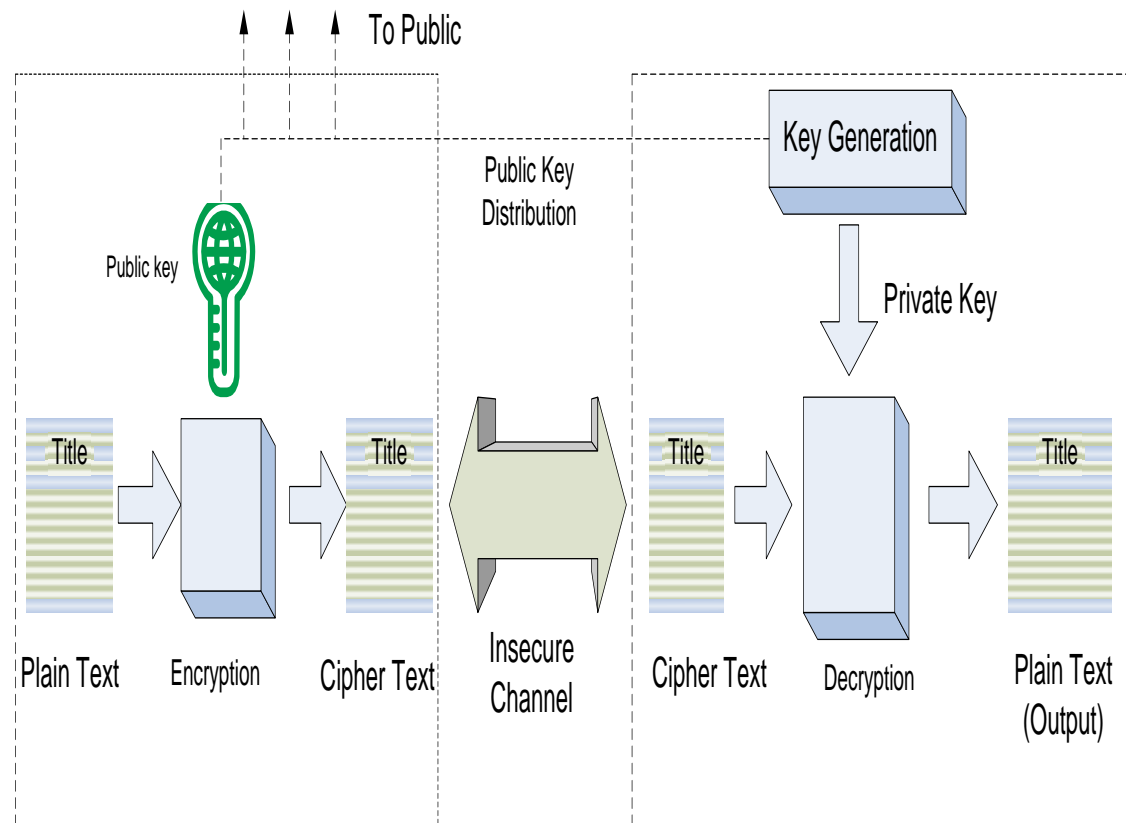 To Public
Key Generation
Public Key
Distribution
Public key
Private Key
Title
Title
Title
Title
Plain Text
Encryption
Cipher Text
Insecure
Channel
Cipher Text
Decryption
Plain Text
(Output)